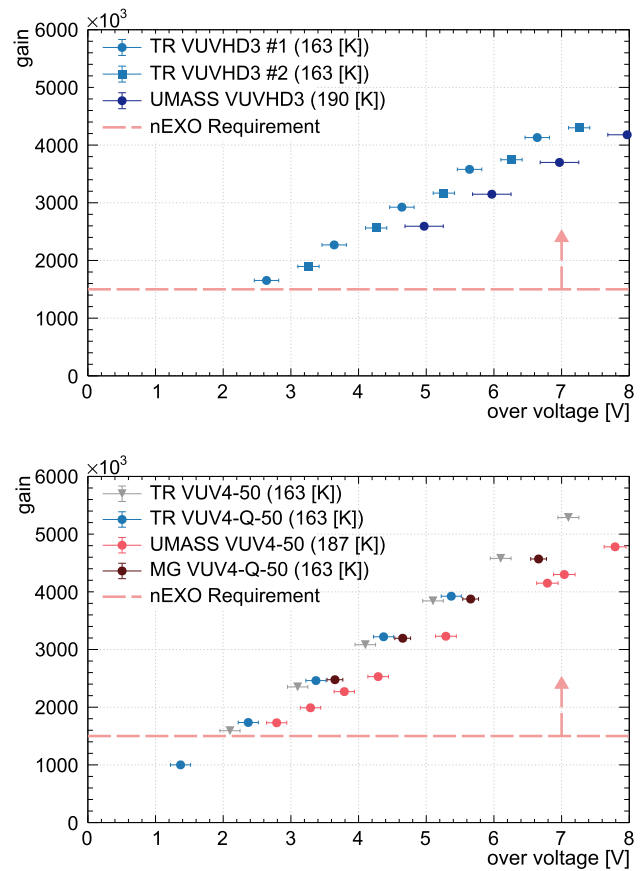 ×10³
6000
gain
TR VUVHD3 #1 (163 [K])
TR VUVHD3 #2 (163 [K])
UMASS VUVHD3 (190 [K])
nEXO Requirement
5000
4000
3000
2000
1000
0
0 1 2 3 4 5 6 7 8
over voltage [V]
×10³
6000
gain
TR VUV4-50 (163 [K])
TR VUV4-Q-50 (163 [K])
UMASS VUV4-50 (187 [K])
MG VUV4-Q-50 (163 [K])
nEXO Requirement
5000
4000
3000
2000
1000
0
0 1 2 3 4 5 6 7 8
over voltage [V]